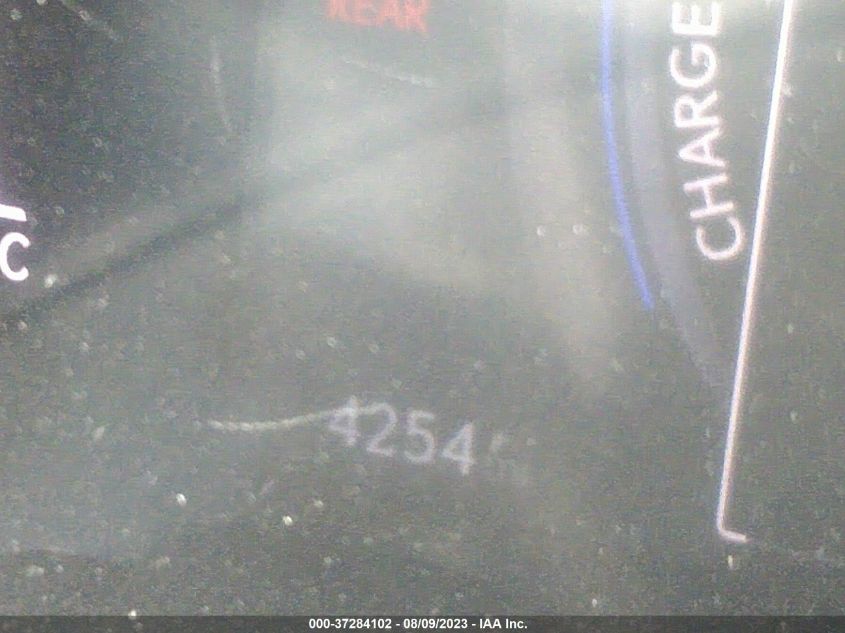 REAR
CHARGE
C
4254
000-37284102 - 08/09/2023 - IAA Inc.